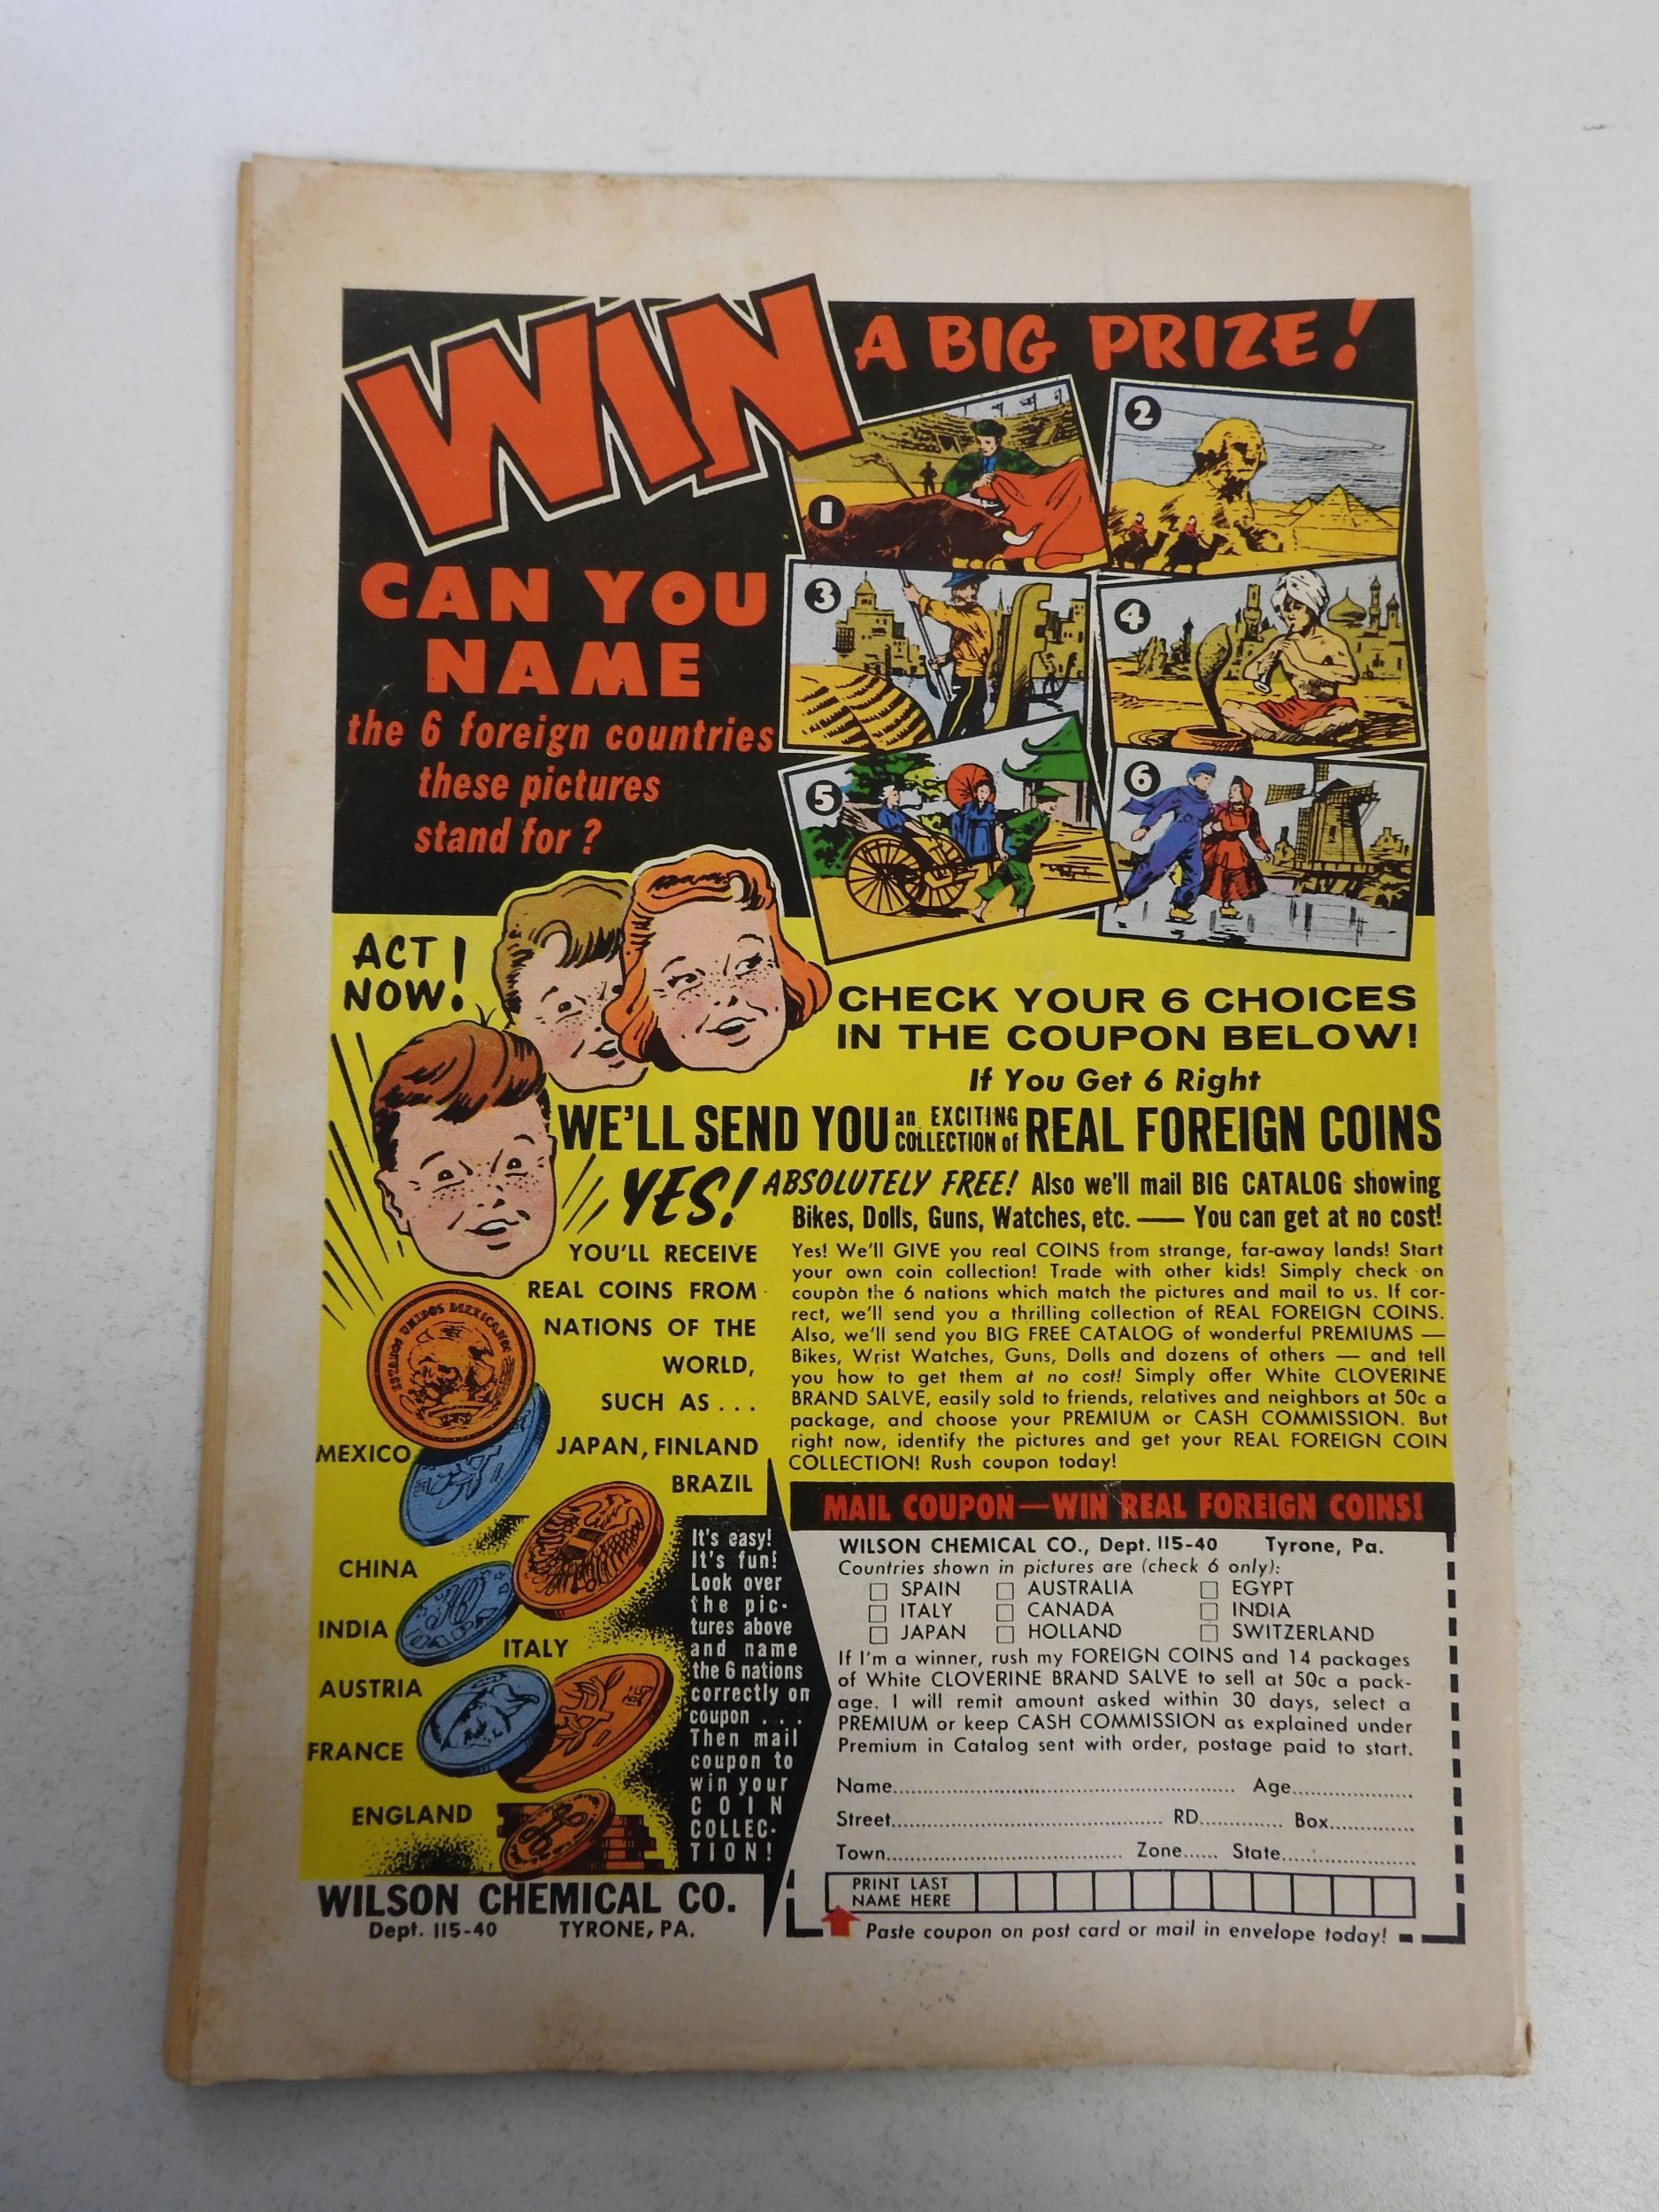 WIN
A BIG PRIZE!
CAN YOU
NAME
the 6 foreign countries
these pictures
stand for?
1
2
3
4
5
6
ACT
NOW!
CHECK YOUR 6 CHOICES
IN THE COUPON BELOW!
If You Get 6 Right
WE'LL SEND YOU an EXCITING COLLECTION of REAL FOREIGN COINS
YES! ABSOLUTELY FREE! Also we'll mail BIG CATALOG showing
Bikes, Dolls, Guns, Watches, etc. — You can get at no cost!
YOU'LL RECEIVE
REAL COINS FROM
NATIONS OF THE
WORLD,
SUCH AS...
JAPAN, FINLAND
BRAZIL
MEXICO
CHINA
INDIA
ITALY
AUSTRIA
FRANCE
ENGLAND
ESTADOS UNIDOS MEXICANOS
Yes! We'll GIVE you real COINS from strange, far-away lands! Start
your own coin collection! Trade with other kids! Simply check on
coupon the 6 nations which match the pictures and mail to us. If cor-
rect, we'll send you a thrilling collection of REAL FOREIGN COINS.
Also, we'll send you BIG FREE CATALOG of wonderful PREMIUMS —
Bikes, Wrist Watches, Guns, Dolls and dozens of others — and tell
you how to get them at no cost! Simply offer White CLOVERINE
BRAND SALVE, easily sold to friends, relatives and neighbors at 50c a
package, and choose your PREMIUM or CASH COMMISSION. But
right now, identify the pictures and get your REAL FOREIGN COIN
COLLECTION! Rush coupon today!
It's easy!
It's fun!
Look over
the pic-
tures above
and name
the 6 nations
correctly on
coupon . . .
Then mail
coupon to
win your
COIN
COLLEC-
TION!
WILSON CHEMICAL CO.
Dept. 115-40 TYRONE, PA.
MAIL COUPON—WIN REAL FOREIGN COINS!
WILSON CHEMICAL CO., Dept. 115-40 Tyrone, Pa.
Countries shown in pictures are (check 6 only):
☐ SPAIN ☐ AUSTRALIA ☐ EGYPT
☐ ITALY ☐ CANADA ☐ INDIA
☐ JAPAN ☐ HOLLAND ☐ SWITZERLAND
If I'm a winner, rush my FOREIGN COINS and 14 packages
of White CLOVERINE BRAND SALVE to sell at 50c a pack-
age. I will remit amount asked within 30 days, select a
PREMIUM or keep CASH COMMISSION as explained under
Premium in Catalog sent with order, postage paid to start.
Name........................ Age............
Street........................ RD............ Box............
Town........................ Zone...... State............
PRINT LAST
NAME HERE
Paste coupon on post card or mail in envelope today!